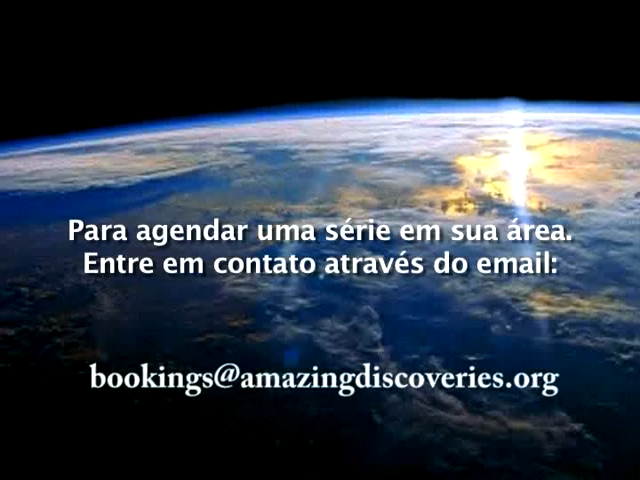 Para agendar uma série em sua área.
Entre em contato através do email:
bookings@amazingdiscoveries.org